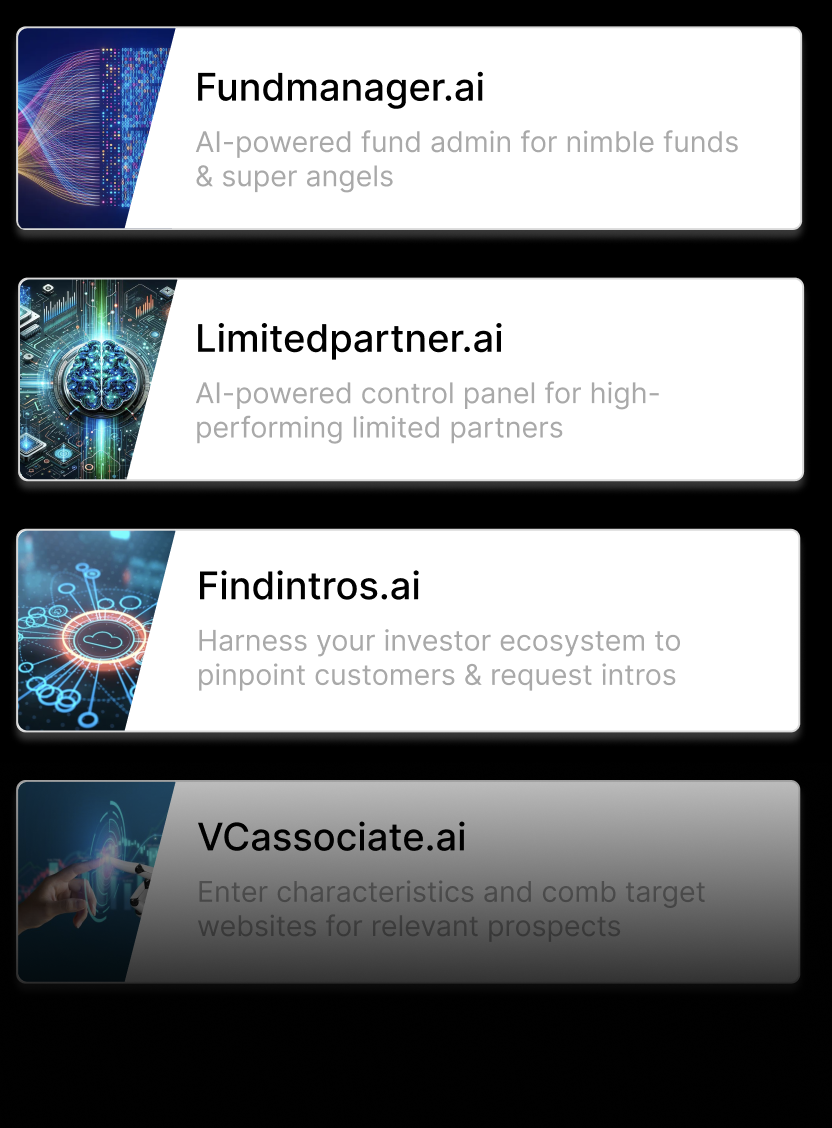 Fundmanager.ai
AI-powered fund admin for nimble funds
& super angels
Limitedpartner.ai
AI-powered control panel for high-
performing limited partners
Findintros.ai
Harness your investor ecosystem to
pinpoint customers & request intros
VCassociate.ai
Enter characteristics and comb target
websites for relevant prospects